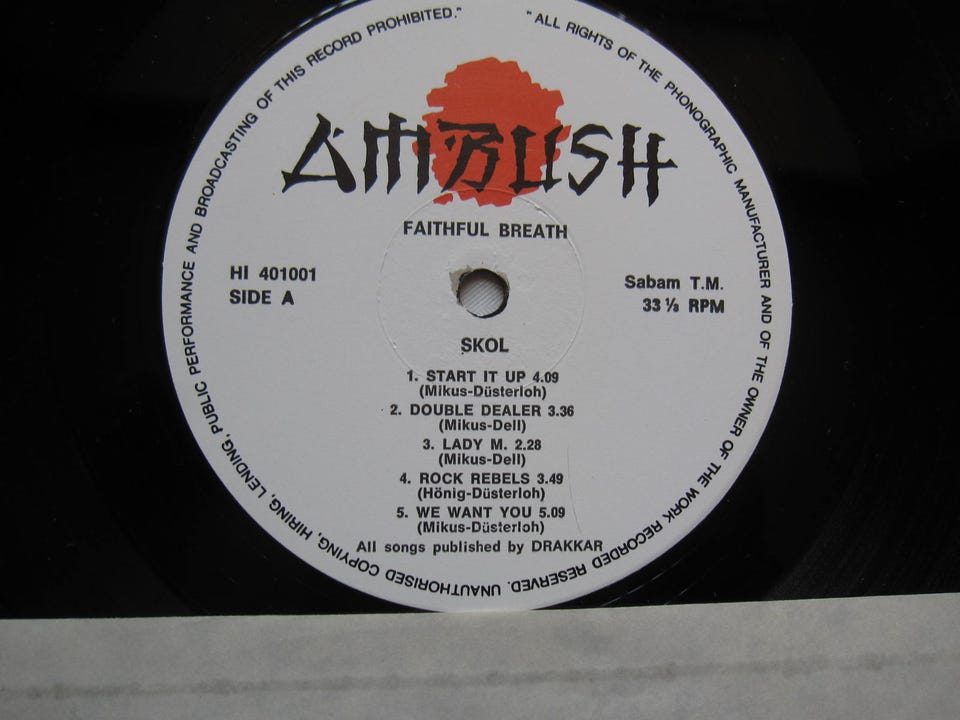 "ALL RIGHTS OF THE PHONOGRAPHIC MANUFACTURER AND OF THE OWNER OF THE WORK RECORDED RESERVED. UNAUTHORISED COPYING, HIRING, LENDING, PUBLIC PERFORMANCE AND BROADCASTING OF THIS RECORD PROHIBITED."
AMBUSH
FAITHFUL BREATH
HI 401001
SIDE A
Sabam T.M.
33 ⅓ RPM
SKOL
1. START IT UP 4.09
(Mikus-Düsterloh)
2. DOUBLE DEALER 3.36
(Mikus-Dell)
3. LADY M. 2.28
(Mikus-Dell)
4. ROCK REBELS 3.49
(Hönig-Düsterloh)
5. WE WANT YOU 5.09
(Mikus-Düsterloh)
All songs published by DRAKKAR